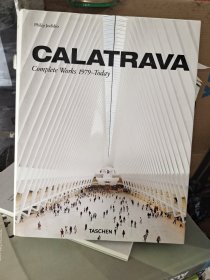 Philip Jodidio
CALATRAVA
Complete Works 1979–Today
TASCHEN